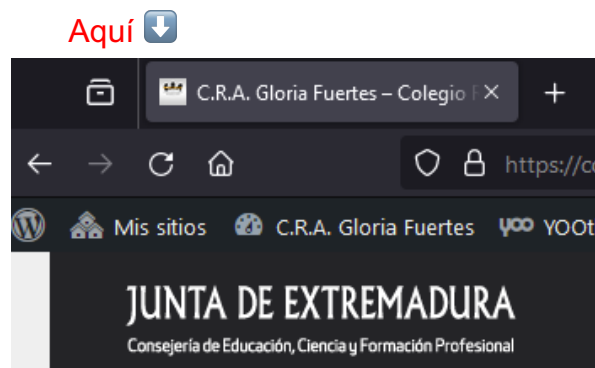 Aquí
C.R.A. Gloria Fuertes – Colegio
https://c
Mis sitios C.R.A. Gloria Fuertes yoo YOOt
JUNTA DE EXTREMADURA
Consejería de Educación, Ciencia y Formación Profesional